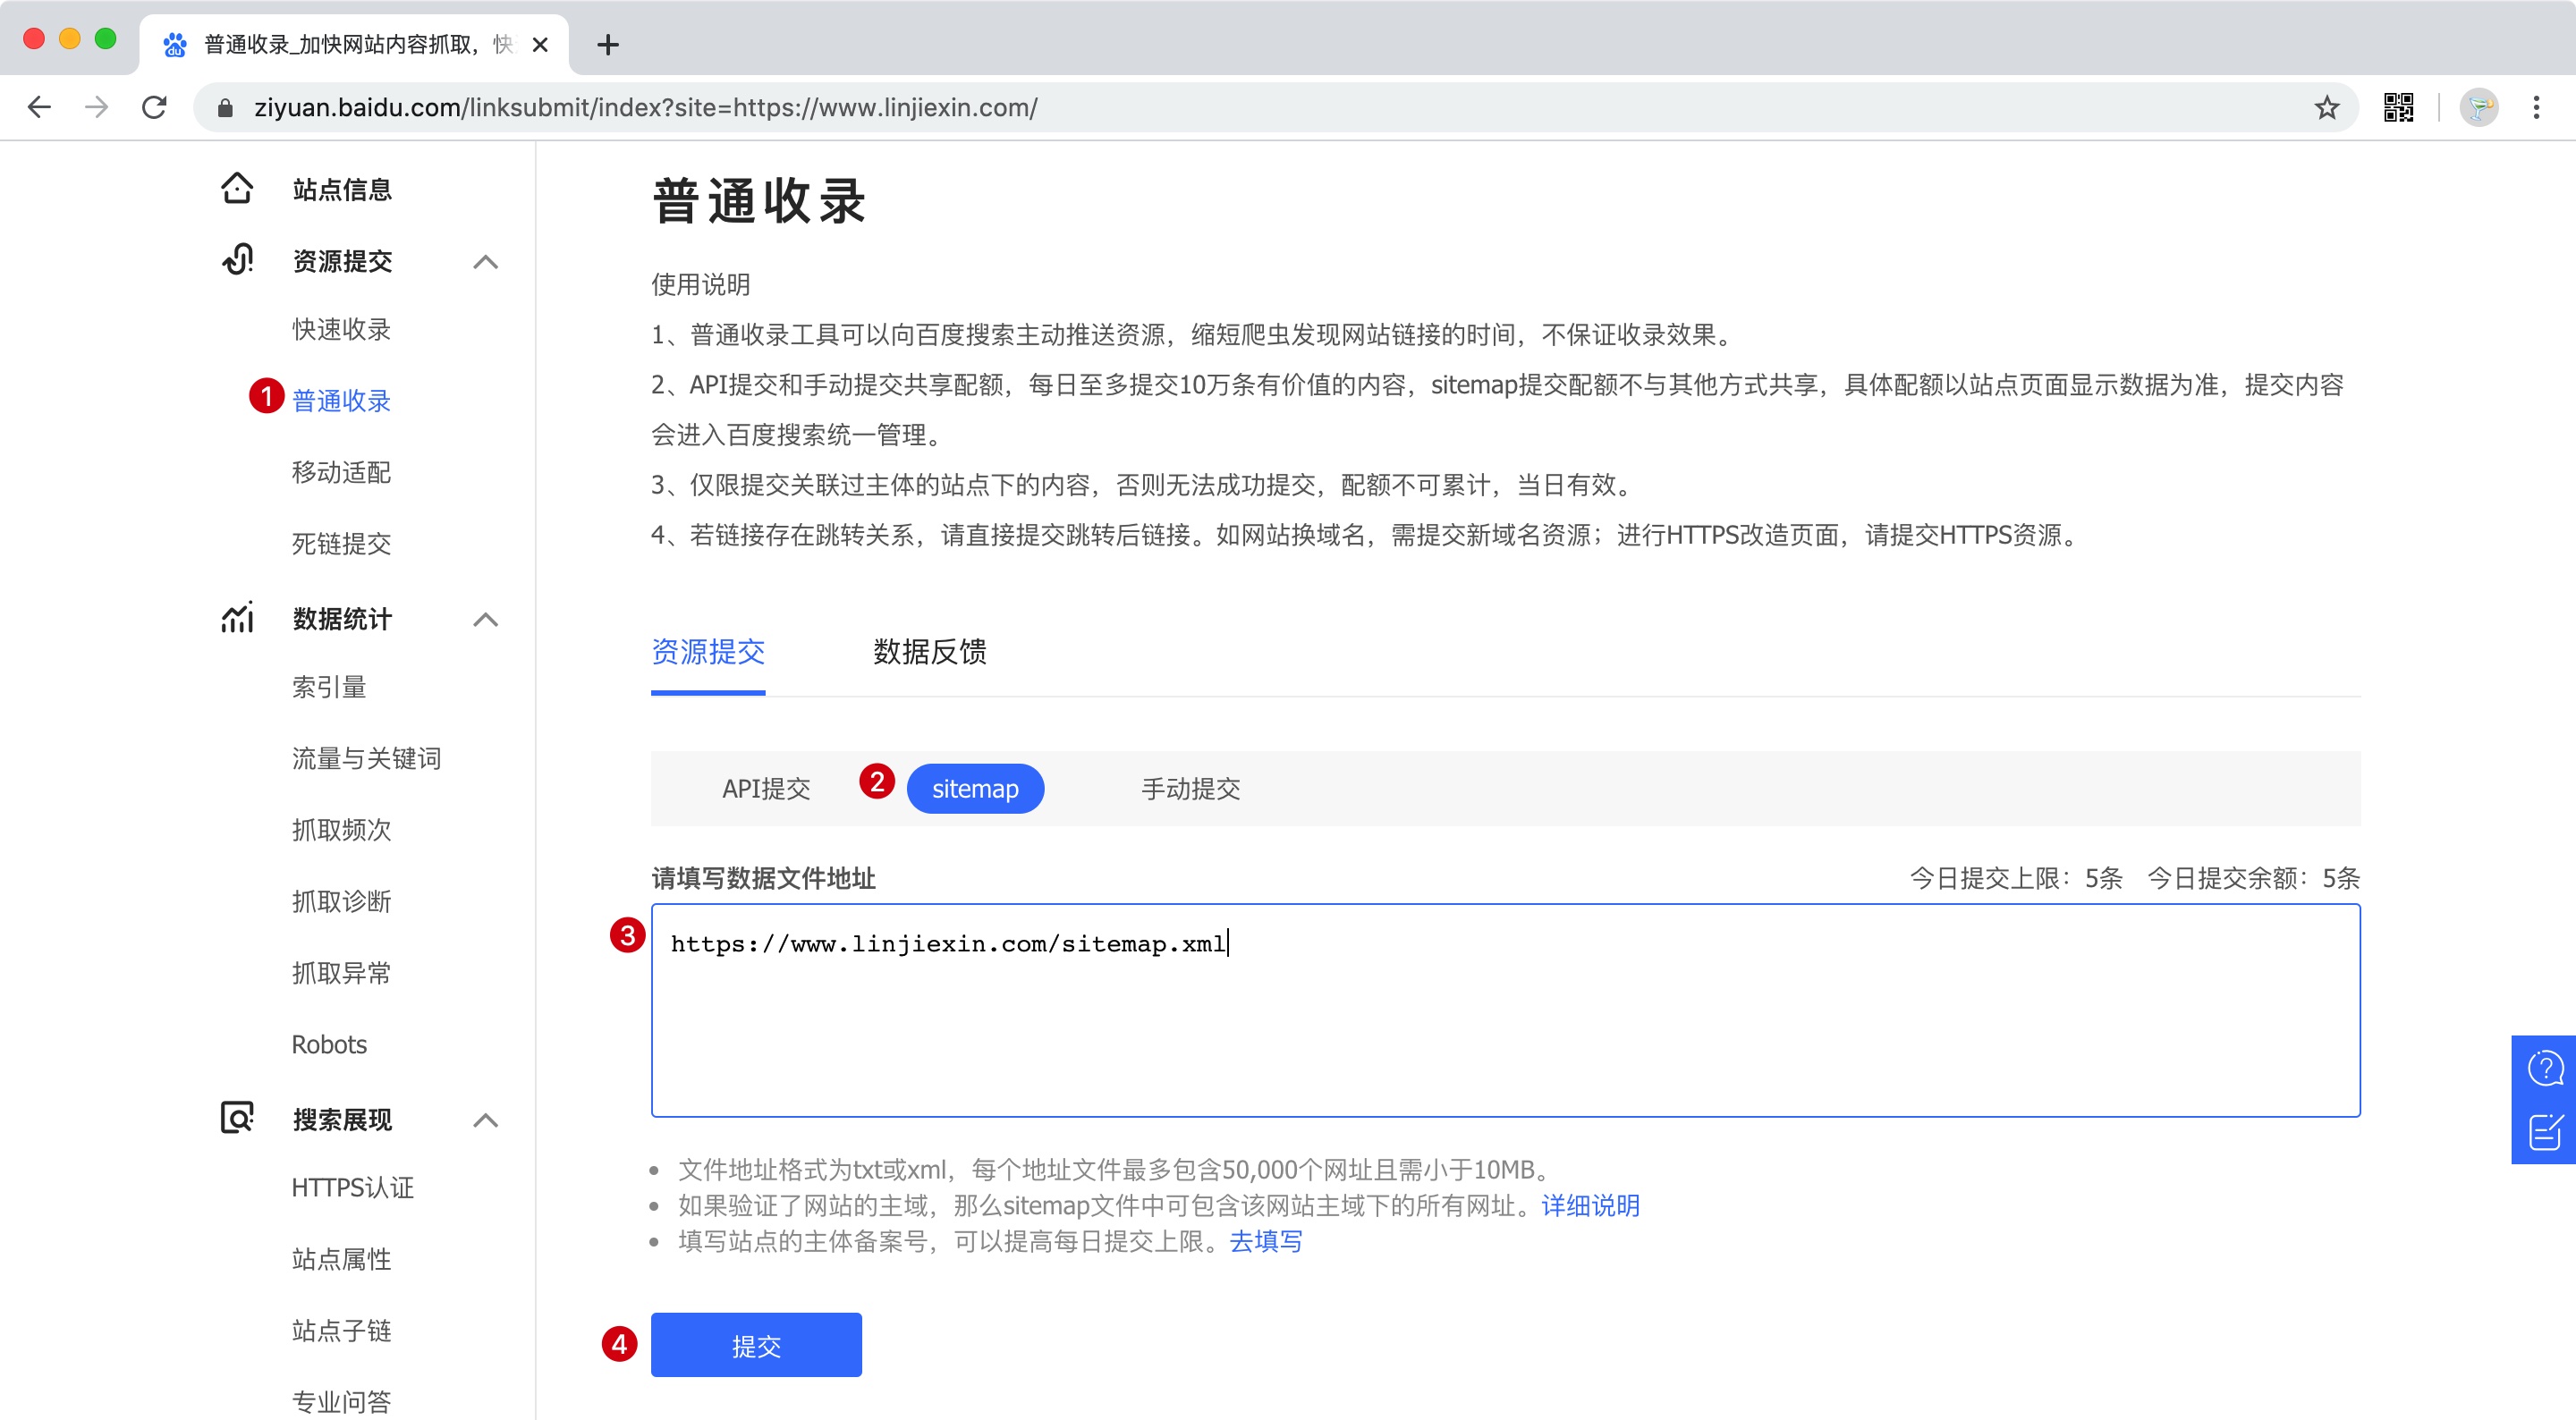 普通收录_加快网站内容抓取，快
ziyuan.baidu.com/linksubmit/index?site=https://www.linjiexin.com/
站点信息
资源提交
快速收录
1 普通收录
移动适配
死链提交
数据统计
索引量
流量与关键词
抓取频次
抓取诊断
抓取异常
Robots
搜索展现
HTTPS认证
站点属性
站点子链
专业问答
普通收录
使用说明
1、普通收录工具可以向百度搜索主动推送资源，缩短爬虫发现网站链接的时间，不保证收录效果。
2、API提交和手动提交共享配额，每日至多提交10万条有价值的内容，sitemap提交配额不与其他方式共享，具体配额以站点页面显示数据为准，提交内容
会进入百度搜索统一管理。
3、仅限提交关联过主体的站点下的内容，否则无法成功提交，配额不可累计，当日有效。
4、若链接存在跳转关系，请直接提交跳转后链接。如网站换域名，需提交新域名资源；进行HTTPS改造页面，请提交HTTPS资源。
资源提交 数据反馈
API提交 2 sitemap 手动提交
请填写数据文件地址 今日提交上限：5条 今日提交余额：5条
3 https://www.linjiexin.com/sitemap.xml
文件地址格式为txt或xml，每个地址文件最多包含50,000个网址且需小于10MB。
如果验证了网站的主域，那么sitemap文件中可包含该网站主域下的所有网址。详细说明
填写站点的主体备案号，可以提高每日提交上限。去填写
4 提交